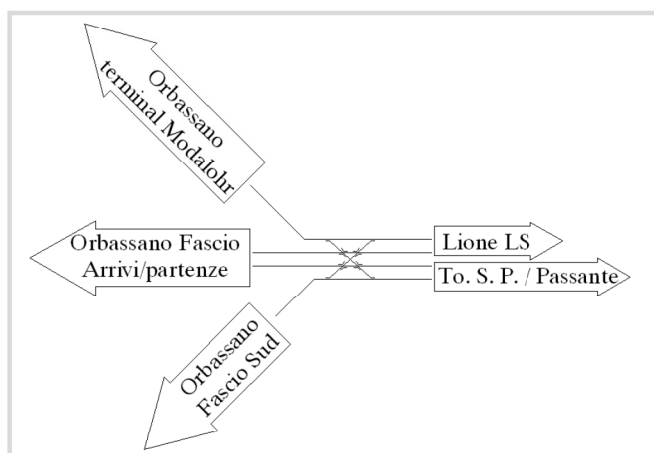 Orbassano
terminal Modalohr
Orbassano Fascio
Arrivi/partenze
Lione LS
To. S. P. / Passante
Orbassano
Fascio Sud